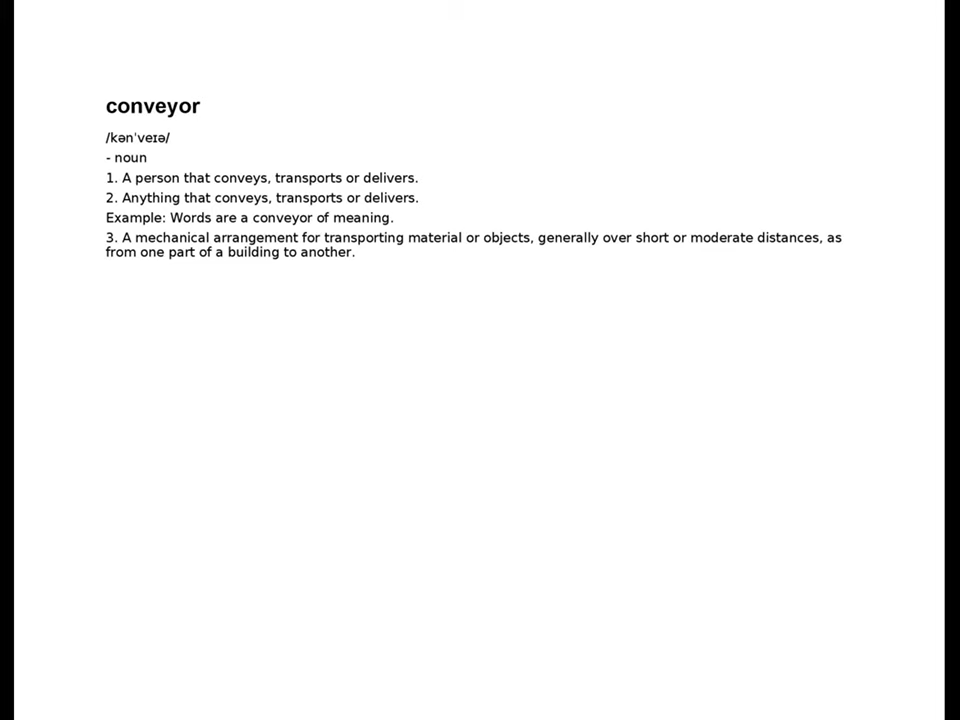 conveyor
/kənˈveɪə/
- noun
1. A person that conveys, transports or delivers.
2. Anything that conveys, transports or delivers.
Example: Words are a conveyor of meaning.
3. A mechanical arrangement for transporting material or objects, generally over short or moderate distances, as
from one part of a building to another.